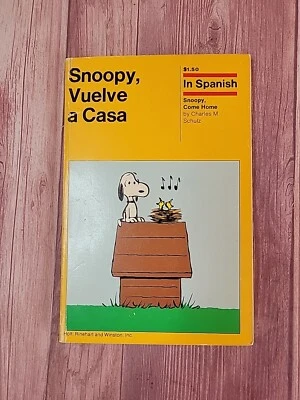 Snoopy,
Vuelve
a Casa
$1.50
In Spanish
Snoopy,
Come Home
by Charles M
Schulz
Holt, Rinehart and Winston, Inc.